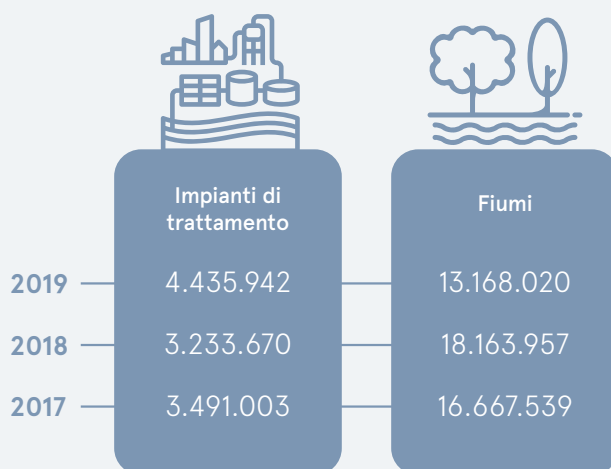 Impianti di
trattamento
Fiumi
2019 4.435.942 13.168.020
2018 3.233.670 18.163.957
2017 3.491.003 16.667.539